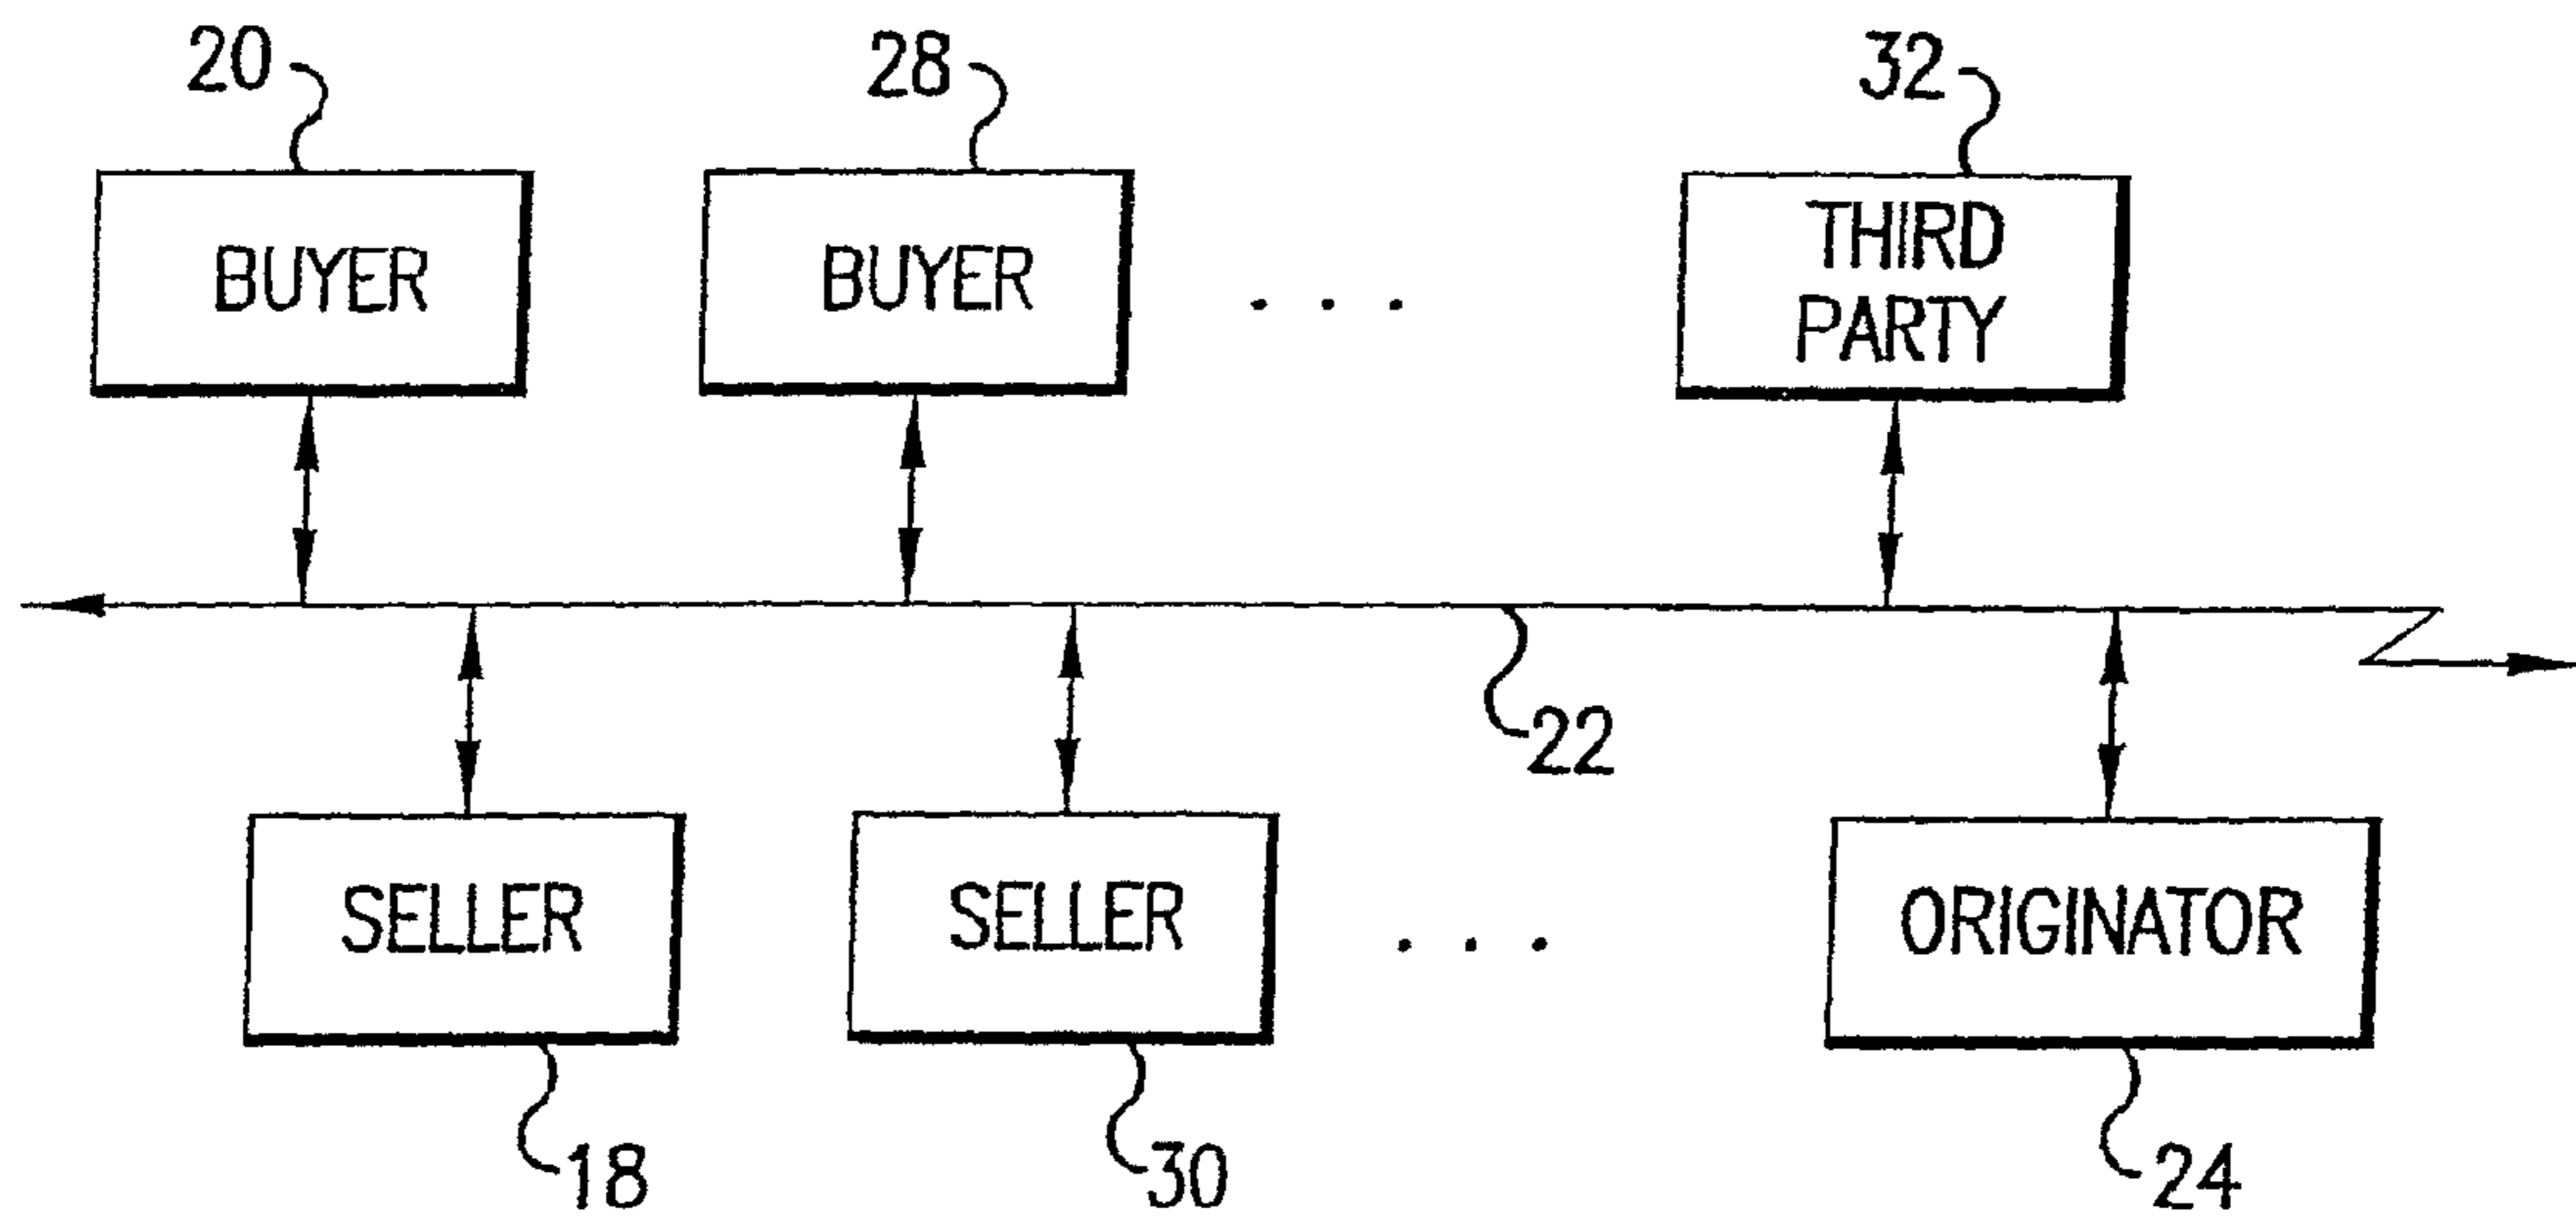 20
28
32
BUYER
BUYER
. . .
THIRD
PARTY
22
SELLER
SELLER
. . .
ORIGINATOR
18
30
24